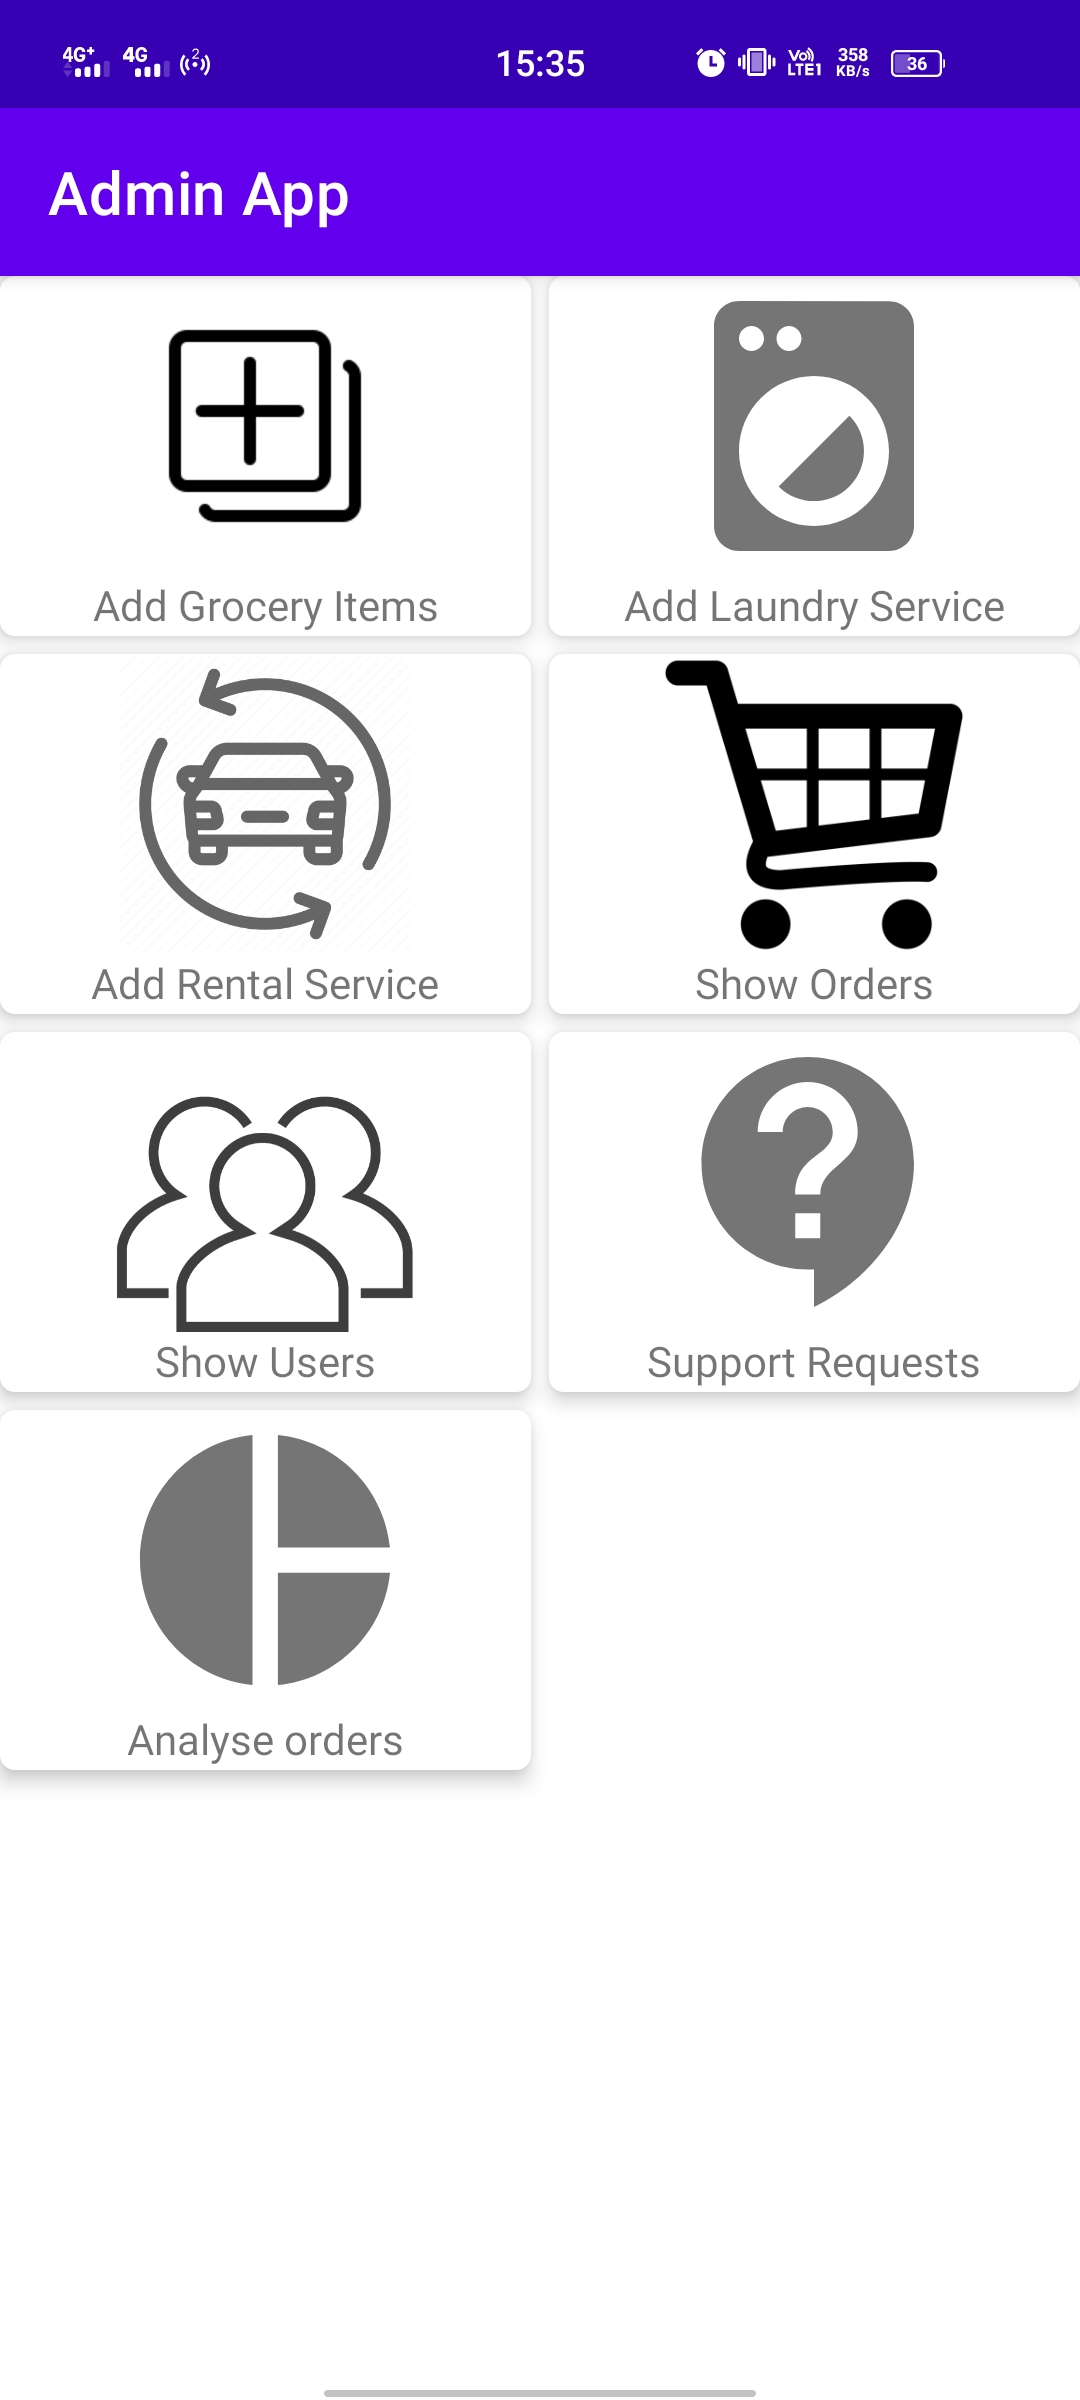 4G+ 4G 2 15:35 Vo)) LTE1 358 KB/s 36
Admin App
Add Grocery Items
Add Laundry Service
Add Rental Service
Show Orders
Show Users
Support Requests
Analyse orders